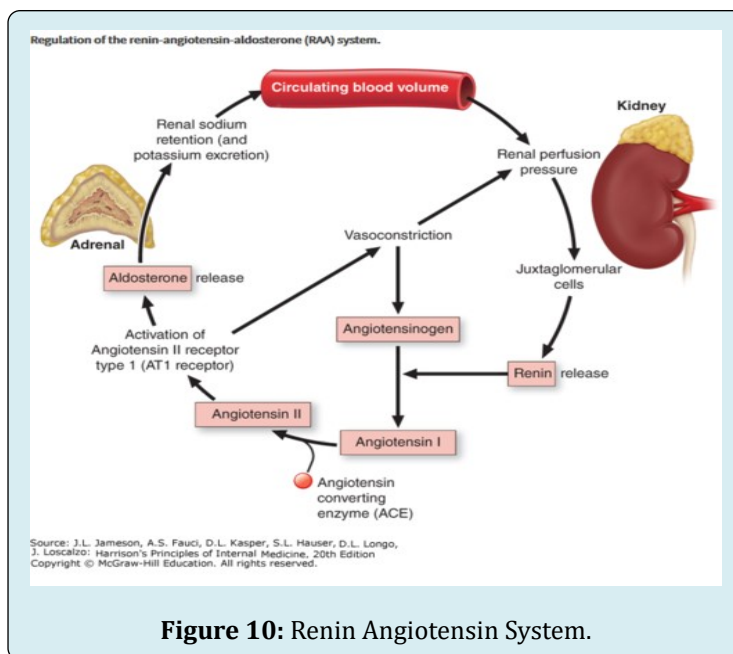 Regulation of the renin-angiotensin-aldosterone (RAA) system.
Circulating blood volume
Kidney
Renal sodium
retention (and
potassium excretion)
Renal perfusion
pressure
Adrenal
Vasoconstriction
Aldosterone release
Juxtaglomerular
cells
Activation of
Angiotensin II receptor
type 1 (AT1 receptor)
Angiotensinogen
Renin release
Angiotensin II
Angiotensin I
Angiotensin
converting
enzyme (ACE)
Source: J.L. Jameson, A.S. Fauci, D.L. Kasper, S.L. Hauser, D.L. Longo,
J. Loscalzo: Harrison's Principles of Internal Medicine, 20th Edition
Copyright © McGraw-Hill Education. All rights reserved.
Figure 10: Renin Angiotensin System.